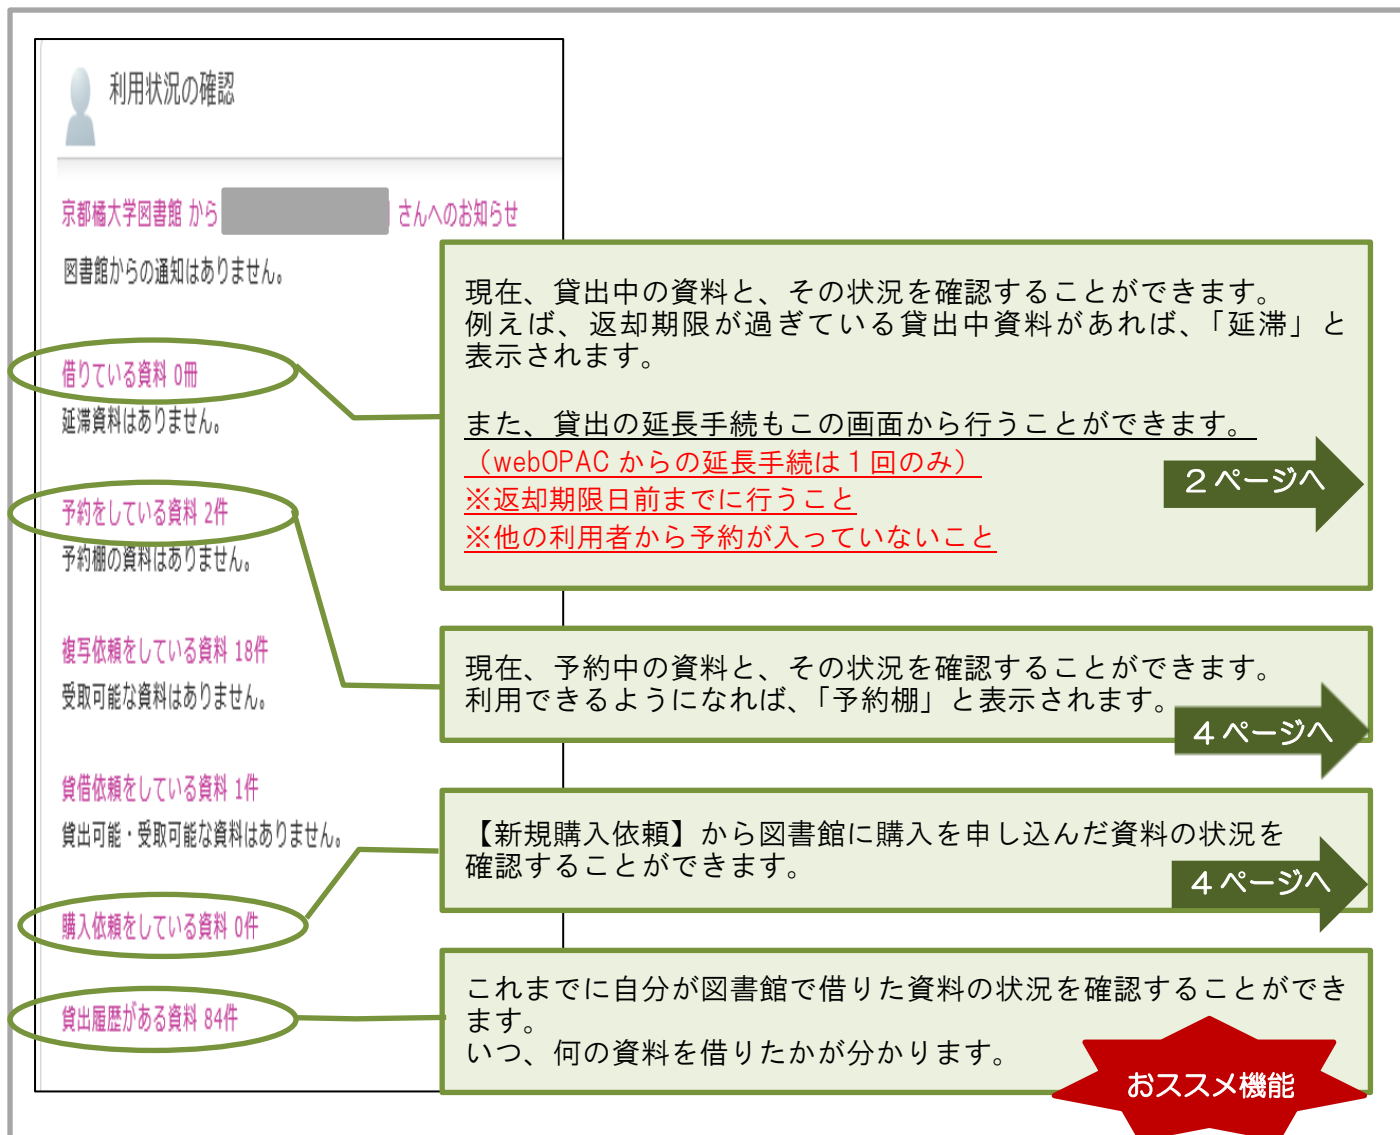 利用状況の確認
京都橘大学図書館 から さんへのお知らせ
図書館からの通知はありません。
借りている資料 0冊
延滞資料はありません。
予約をしている資料 2件
予約棚の資料はありません。
複写依頼をしている資料 18件
受取可能な資料はありません。
貸借依頼をしている資料 1件
貸出可能・受取可能な資料はありません。
購入依頼をしている資料 0件
貸出履歴がある資料 84件
現在、貸出中の資料と、その状況を確認することができます。
例えば、返却期限が過ぎている貸出中資料があれば、「延滞」と
表示されます。
また、貸出の延長手続もこの画面から行うことができます。
（webOPAC からの延長手続は１回のみ）
※返却期限日前までに行うこと
※他の利用者から予約が入っていないこと
２ページへ
現在、予約中の資料と、その状況を確認することができます。
利用できるようになれば、「予約棚」と表示されます。
４ページへ
【新規購入依頼】から図書館に購入を申し込んだ資料の状況を
確認することができます。
４ページへ
これまでに自分が図書館で借りた資料の状況を確認することができ
ます。
いつ、何の資料を借りたかが分かります。
おススメ機能